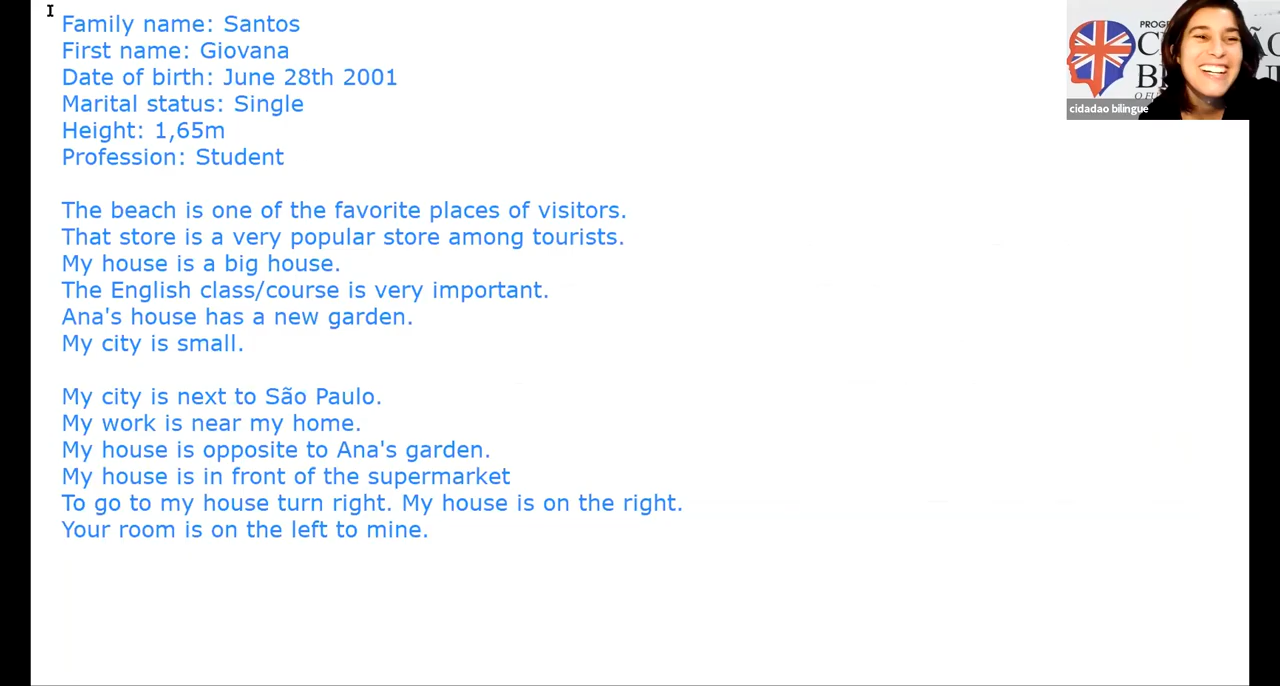 Family name: Santos
First name: Giovana
Date of birth: June 28th 2001
Marital status: Single
Height: 1,65m
Profession: Student
The beach is one of the favorite places of visitors.
That store is a very popular store among tourists.
My house is a big house.
The English class/course is very important.
Ana's house has a new garden.
My city is small.
My city is next to São Paulo.
My work is near my home.
My house is opposite to Ana's garden.
My house is in front of the supermarket
To go to my house turn right. My house is on the right.
Your room is on the left to mine.
cidadao bilingue